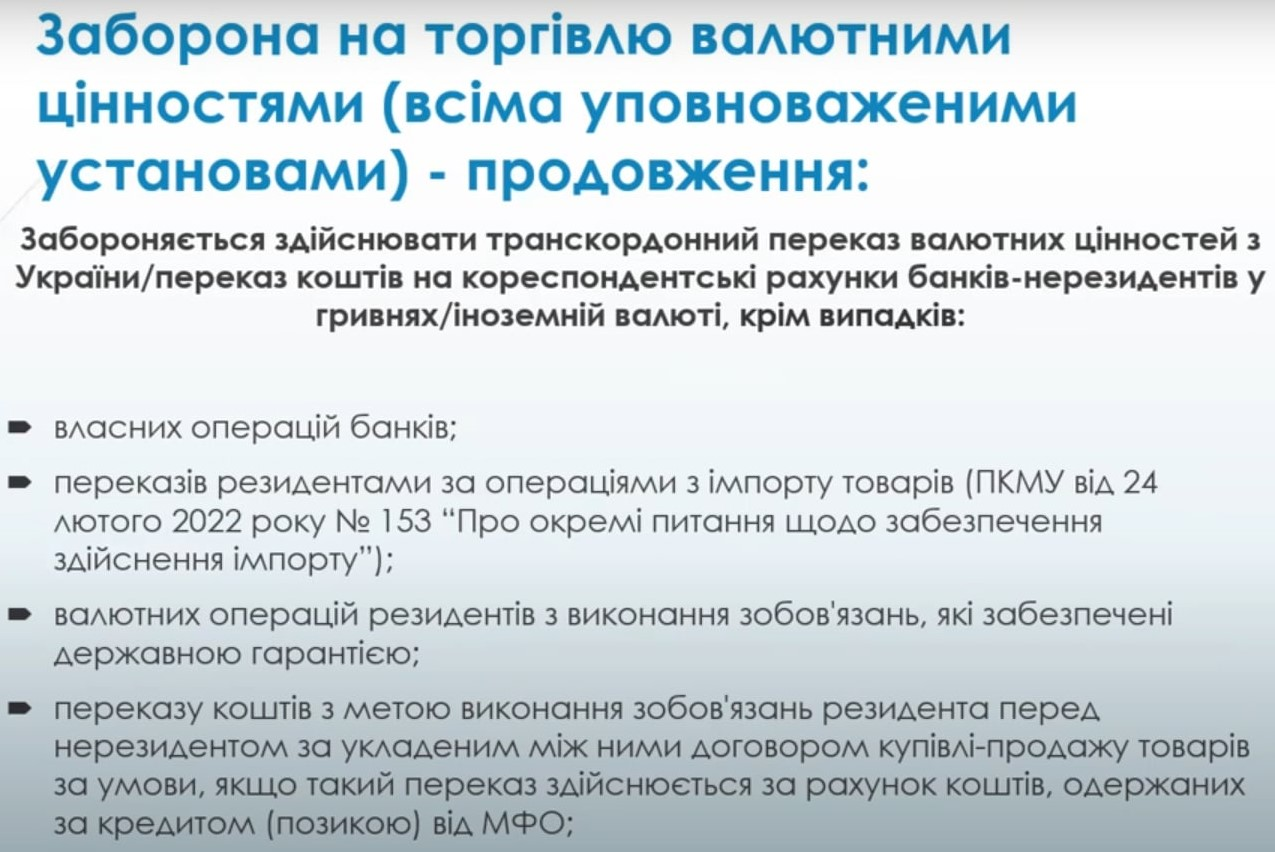 Заборона на торгівлю валютними
цінностями (всіма уповноваженими
установами) - продовження:
Забороняється здійснювати транскордонний переказ валютних цінностей з
України/переказ коштів на кореспондентські рахунки банків-нерезидентів у
гривнях/іноземній валюті, крім випадків:
власних операцій банків;
переказів резидентами за операціями з імпорту товарів (ПКМУ від 24
лютого 2022 року № 153 “Про окремі питання щодо забезпечення
здійснення імпорту”);
валютних операцій резидентів з виконання зобов'язань, які забезпечені
державною гарантією;
переказу коштів з метою виконання зобов'язань резидента перед
нерезидентом за укладеним між ними договором купівлі-продажу товарів
за умови, якщо такий переказ здійснюється за рахунок коштів, одержаних
за кредитом (позикою) від МФО;